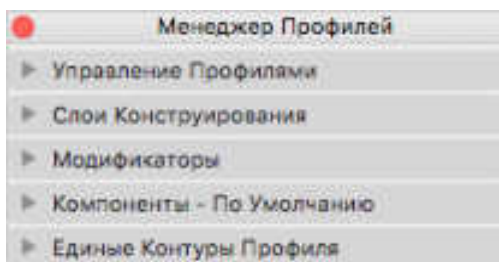 Менеджер Профилей
Управление Профилями
Слои Конструирования
Модификаторы
Компоненты - По Умолчанию
Единые Контуры Профиля